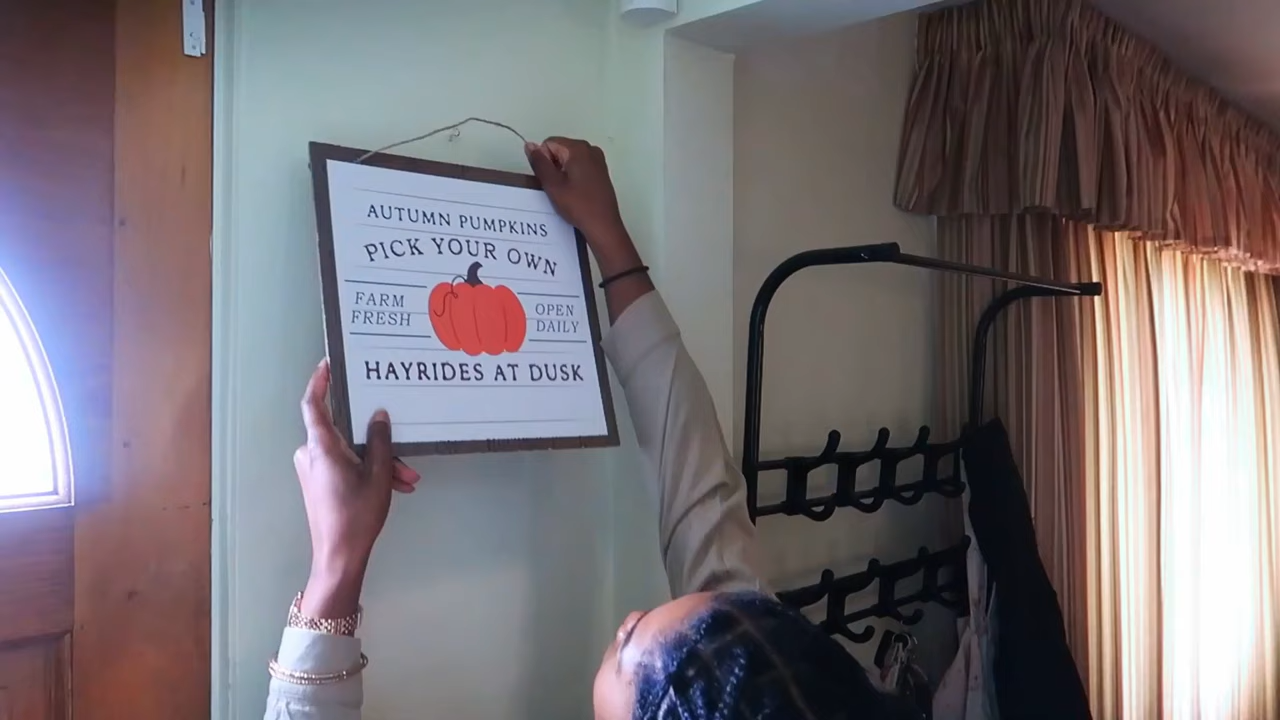 AUTUMN PUMPKINS
PICK YOUR OWN
FARM
FRESH
OPEN
DAILY
HAYRIDES AT DUSK